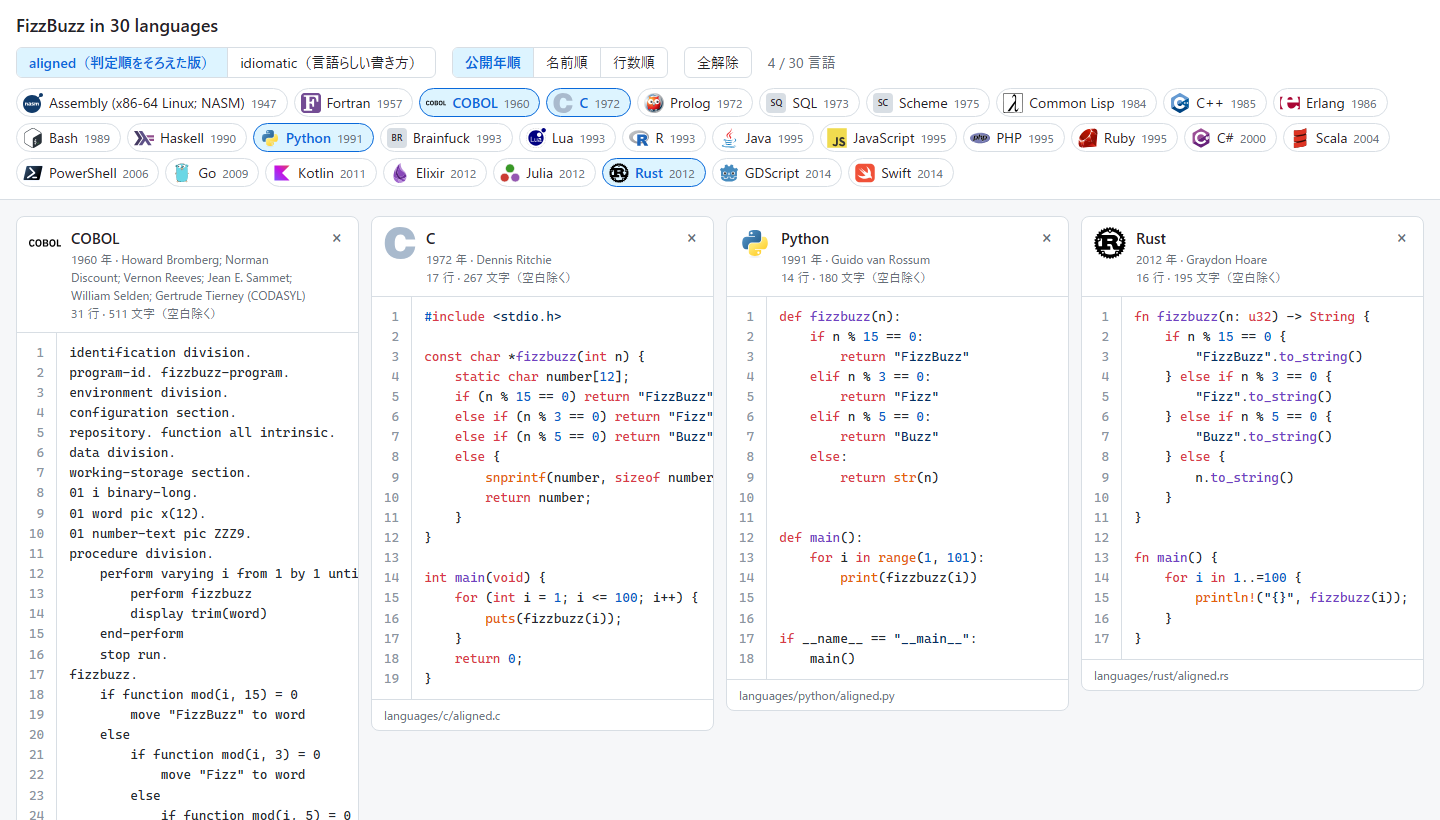 FizzBuzz in 30 languages
aligned（判定順をそろえた版） idiomatic（言語らしい書き方） 公開年順 名前順 行数順 全解除 4 / 30 言語
nasm Assembly (x86-64 Linux; NASM) 1947 F Fortran 1957 COBOL COBOL 1960 C C 1972 Prolog 1972 SQ SQL 1973 SC Scheme 1975 λ Common Lisp 1984 C++ C++ 1985 e Erlang 1986
Bash 1989 Haskell 1990 Python 1991 BR Brainfuck 1993 Lua Lua 1993 R R 1993 Java 1995 JS JavaScript 1995 php PHP 1995 Ruby 1995 C# 2000 Scala 2004
PowerShell 2006 Go 2009 Kotlin 2011 Elixir 2012 Julia 2012 R Rust 2012 GDScript 2014 Swift 2014
COBOL COBOL ×
1960 年 · Howard Bromberg; Norman
Discount; Vernon Reeves; Jean E. Sammet;
William Selden; Gertrude Tierney (CODASYL)
31 行 · 511 文字（空白除く）
1 identification division.
2 program-id. fizzbuzz-program.
3 environment division.
4 configuration section.
5 repository. function all intrinsic.
6 data division.
7 working-storage section.
8 01 i binary-long.
9 01 word pic x(12).
10 01 number-text pic ZZZ9.
11 procedure division.
12 perform varying i from 1 by 1 unti
13 perform fizzbuzz
14 display trim(word)
15 end-perform
16 stop run.
17 fizzbuzz.
18 if function mod(i, 15) = 0
19 move "FizzBuzz" to word
20 else
21 if function mod(i, 3) = 0
22 move "Fizz" to word
23 else
24 if function mod(i, 5) = 0
C C ×
1972 年 · Dennis Ritchie
17 行 · 267 文字（空白除く）
1 #include <stdio.h>
2
3 const char *fizzbuzz(int n) {
4 static char number[12];
5 if (n % 15 == 0) return "FizzBuzz"
6 else if (n % 3 == 0) return "Fizz"
7 else if (n % 5 == 0) return "Buzz"
8 else {
9 snprintf(number, sizeof number
10 return number;
11 }
12 }
13
14 int main(void) {
15 for (int i = 1; i <= 100; i++) {
16 puts(fizzbuzz(i));
17 }
18 return 0;
19 }
languages/c/aligned.c
Python ×
1991 年 · Guido van Rossum
14 行 · 180 文字（空白除く）
1 def fizzbuzz(n):
2 if n % 15 == 0:
3 return "FizzBuzz"
4 elif n % 3 == 0:
5 return "Fizz"
6 elif n % 5 == 0:
7 return "Buzz"
8 else:
9 return str(n)
10
11
12 def main():
13 for i in range(1, 101):
14 print(fizzbuzz(i))
15
16
17 if __name__ == "__main__":
18 main()
languages/python/aligned.py
R Rust ×
2012 年 · Graydon Hoare
16 行 · 195 文字（空白除く）
1 fn fizzbuzz(n: u32) -> String {
2 if n % 15 == 0 {
3 "FizzBuzz".to_string()
4 } else if n % 3 == 0 {
5 "Fizz".to_string()
6 } else if n % 5 == 0 {
7 "Buzz".to_string()
8 } else {
9 n.to_string()
10 }
11 }
12
13 fn main() {
14 for i in 1..=100 {
15 println!("{}", fizzbuzz(i));
16 }
17 }
languages/rust/aligned.rs